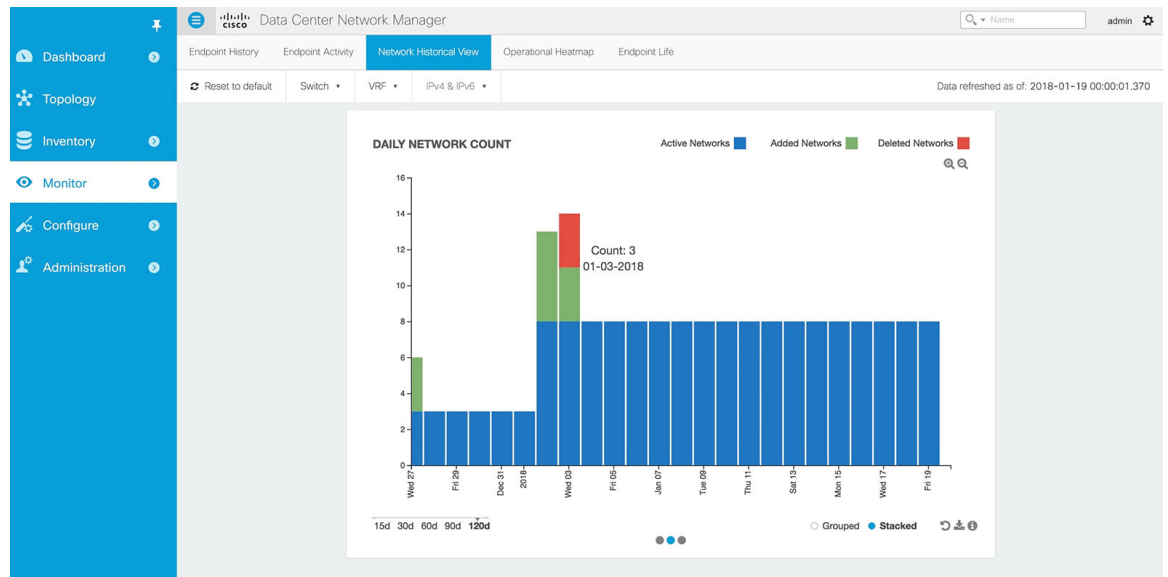 CISCO Data Center Network Manager
Name
admin
Dashboard
Topology
Inventory
Monitor
Configure
Administration
Endpoint History Endpoint Activity Network Historical View Operational Heatmap Endpoint Life
Reset to default Switch VRF IPv4 & IPv6 Data refreshed as of: 2018-01-19 00:00:01.370
DAILY NETWORK COUNT Active Networks Added Networks Deleted Networks
16
14
12
10
8
6
4
2
0
Count: 3
01-03-2018
Wed 27 Fri 29 Dec 31 2018 Wed 03 Fri 05 Jan 07 Tue 09 Thu 11 Sat 13 Mon 15 Wed 17 Fri 19
15d 30d 60d 90d 120d Grouped Stacked